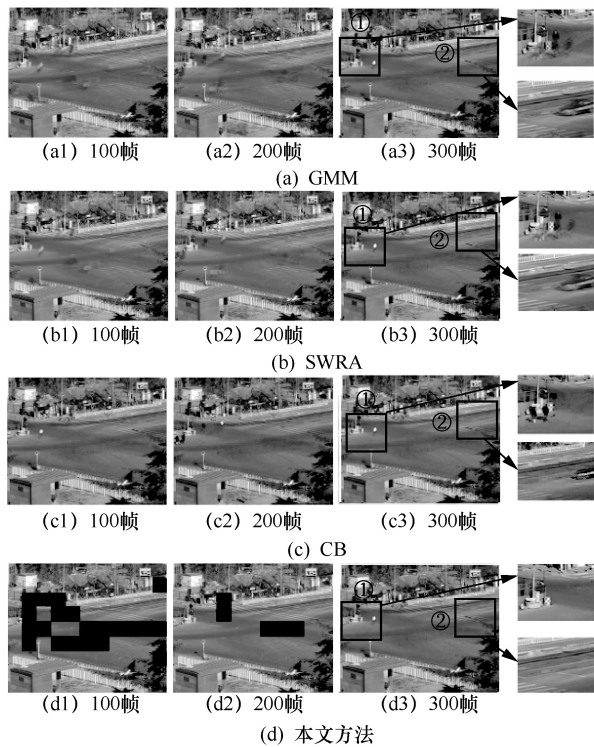 ① ②
(a1) 100帧 (a2) 200帧 (a3) 300帧
(a) GMM
① ②
(b1) 100帧 (b2) 200帧 (b3) 300帧
(b) SWRA
① ②
(c1) 100帧 (c2) 200帧 (c3) 300帧
(c) CB
① ②
(d1) 100帧 (d2) 200帧 (d3) 300帧
(d) 本文方法